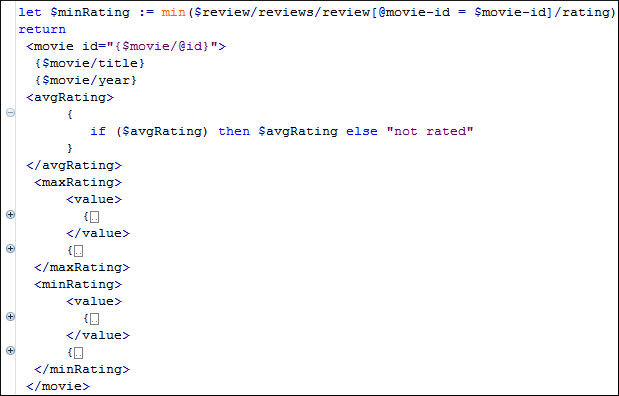 let $minRating := min($review/reviews/review[@movie-id = $movie-id]/rating)
return
<movie id="{$movie/@id}">
{$movie/title}
{$movie/year}
<avgRating>
{
if ($avgRating) then $avgRating else "not rated"
}
</avgRating>
<maxRating>
<value>
{..
</value>
{..
</maxRating>
<minRating>
<value>
{..
</value>
{..
</minRating>
</movie>